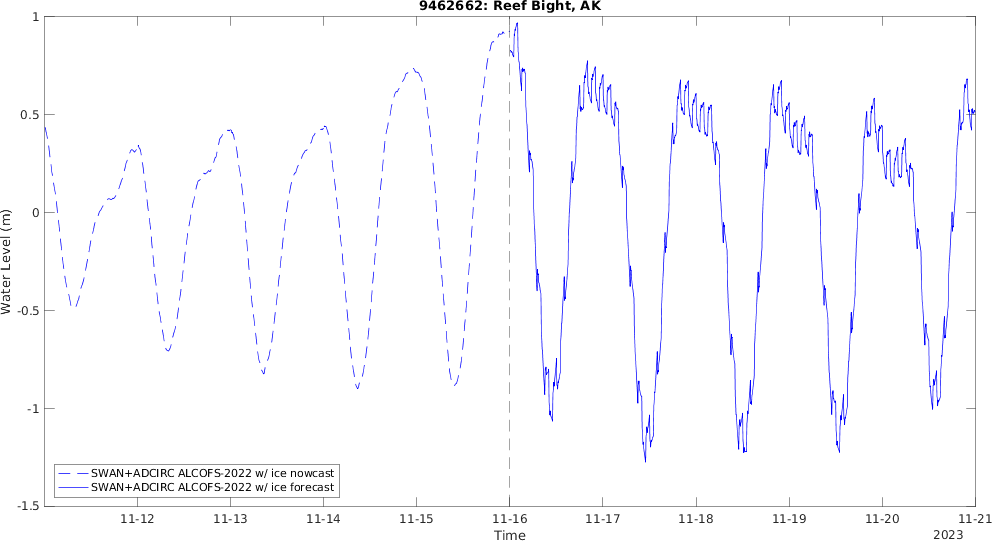 9462662: Reef Bight, AK
Water Level (m)
1
0.5
0
-0.5
-1
-1.5
SWAN+ADCIRC ALCOFS-2022 w/ ice nowcast
SWAN+ADCIRC ALCOFS-2022 w/ ice forecast
11-12 11-13 11-14 11-15 11-16 11-17 11-18 11-19 11-20 11-21
Time
2023